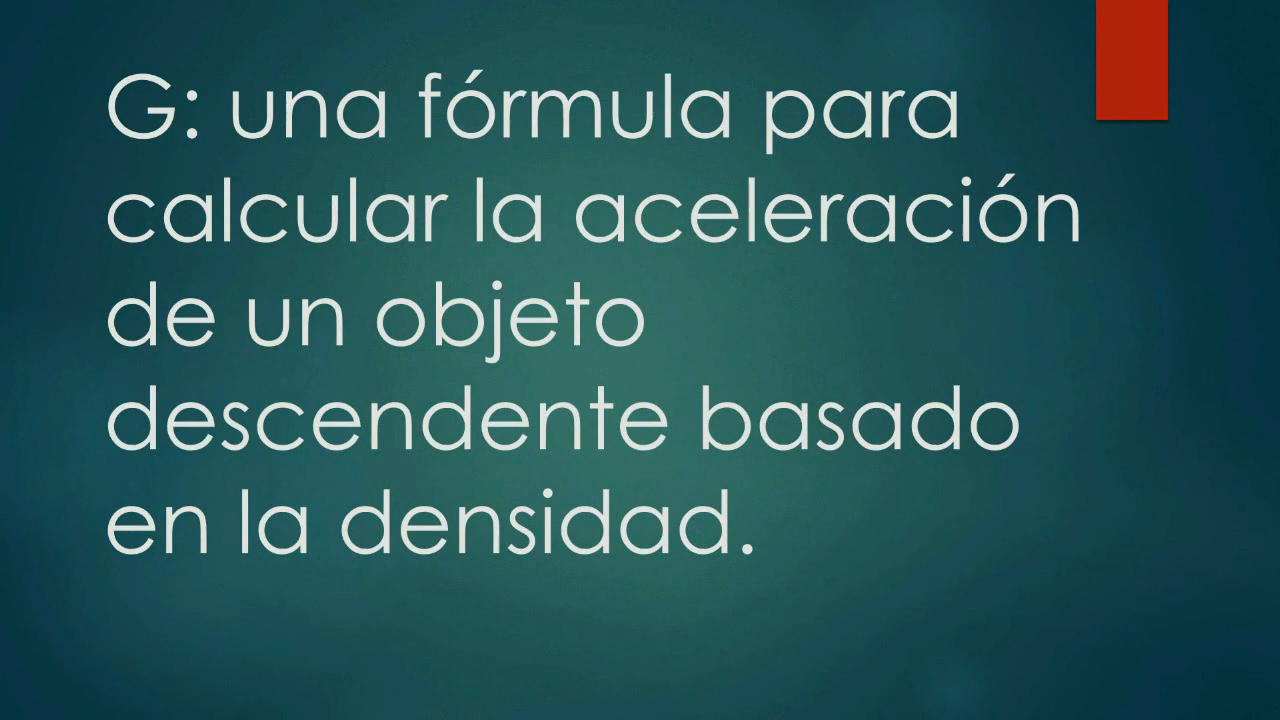 G: una fórmula para
calcular la aceleración
de un objeto
descendente basado
en la densidad.